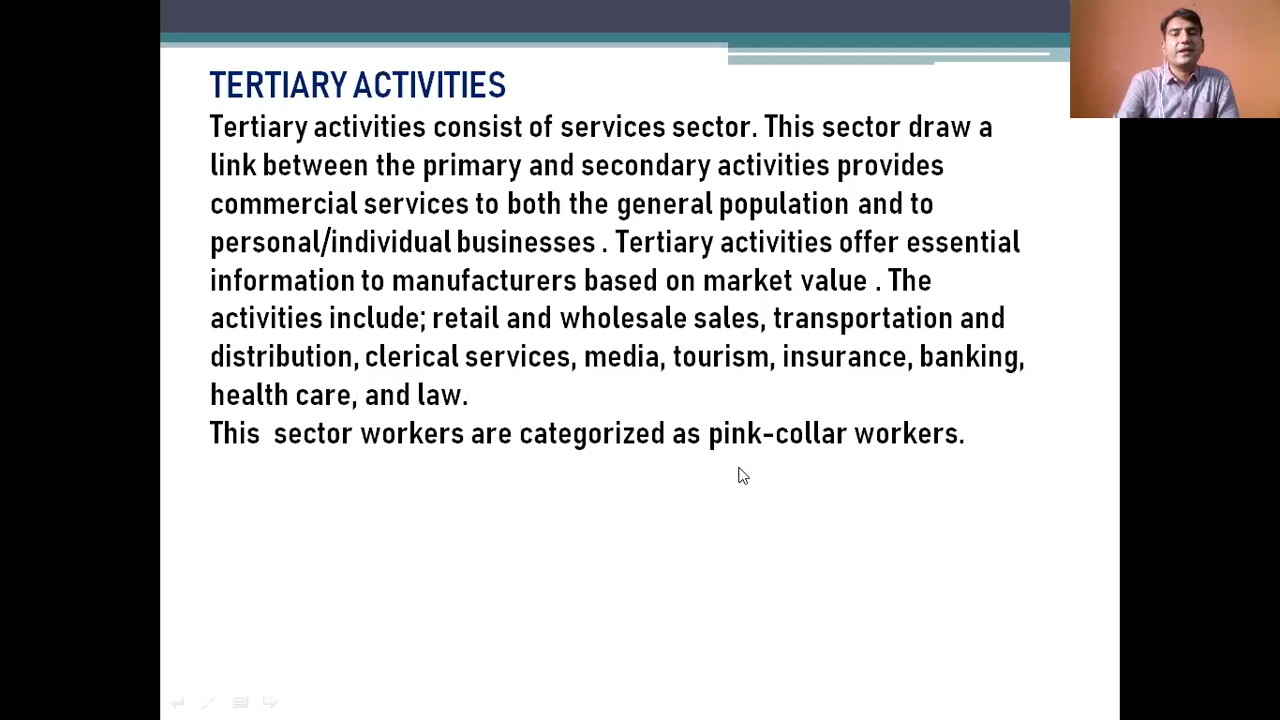 TERTIARY ACTIVITIES
Tertiary activities consist of services sector. This sector draw a
link between the primary and secondary activities provides
commercial services to both the general population and to
personal/individual businesses . Tertiary activities offer essential
information to manufacturers based on market value . The
activities include; retail and wholesale sales, transportation and
distribution, clerical services, media, tourism, insurance, banking,
health care, and law.
This  sector workers are categorized as pink-collar workers.